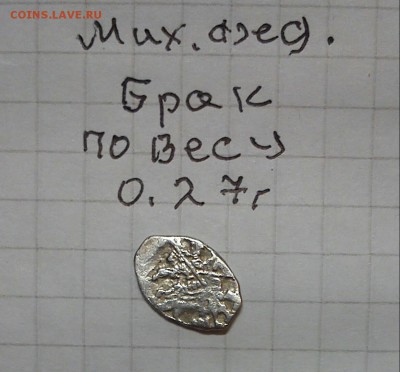 COINS.LAVE.RU
Мих. Фед.
Брак
по весу
0.27г